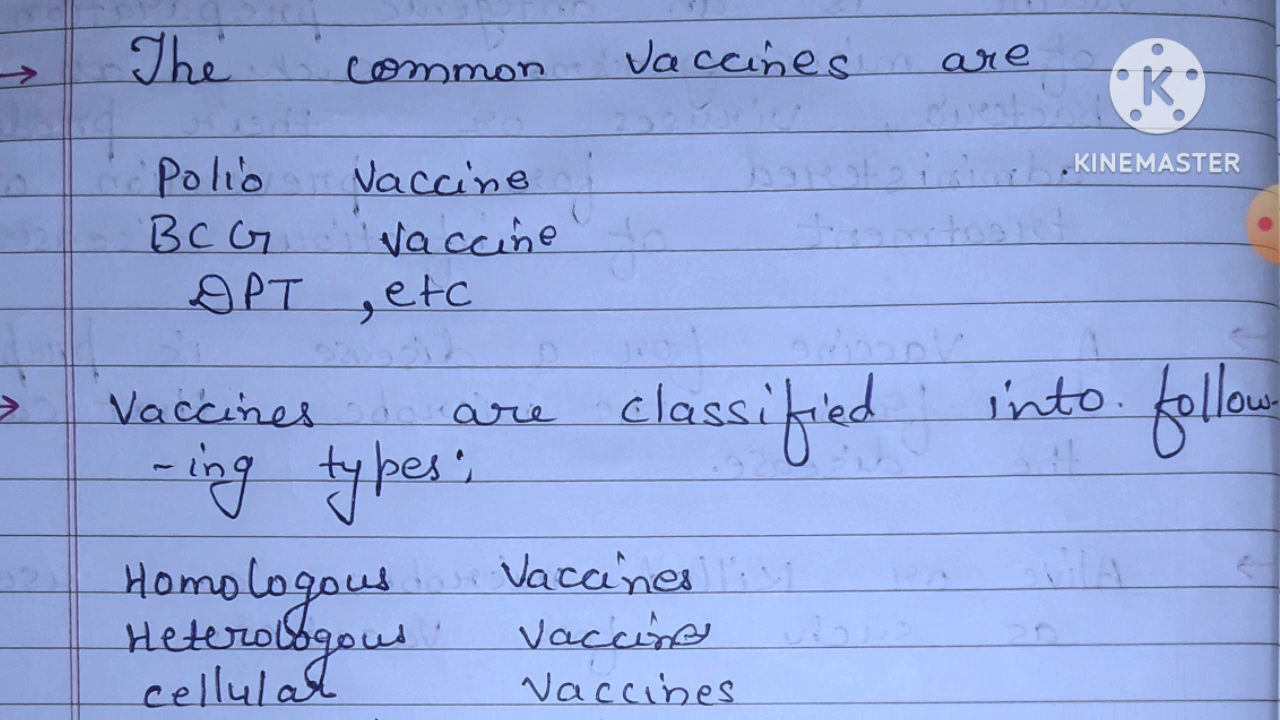 → The common vaccines are
K
KINEMASTER
Polio Vaccine
BCG Vaccine
DPT , etc
→ Vaccines are classified into follow-
-ing types:
Homologous Vaccines
Heterologous Vaccines
cellular Vaccines